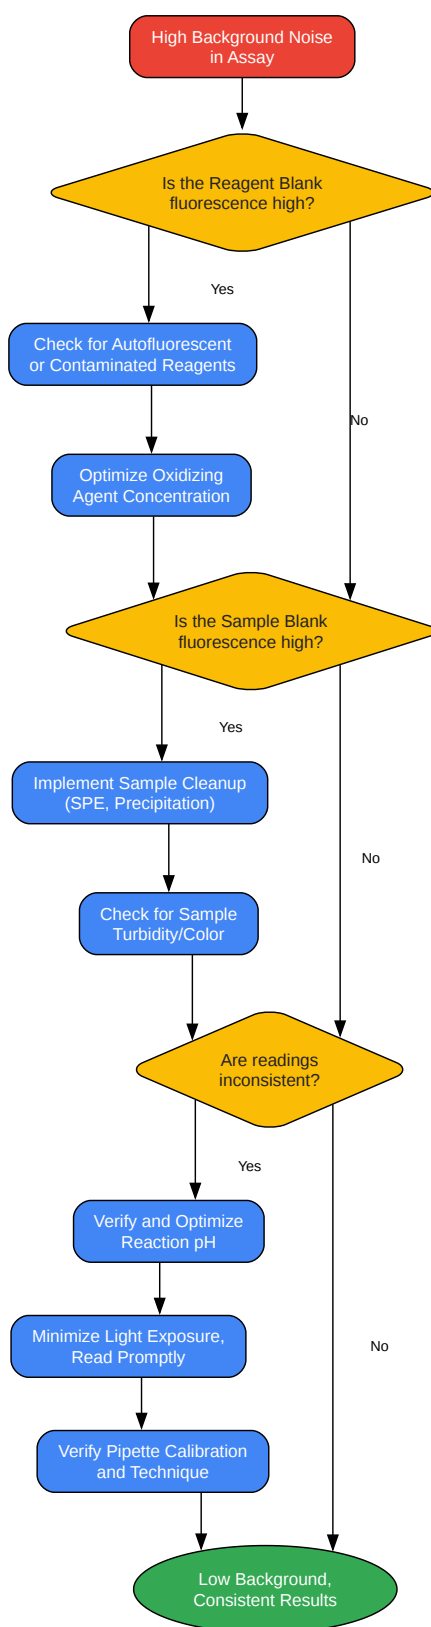 High Background Noise
in Assay
Is the Reagent Blank
fluorescence high?
Yes
Check for Autofluorescent
or Contaminated Reagents
No
Optimize Oxidizing
Agent Concentration
Is the Sample Blank
fluorescence high?
Yes
Implement Sample Cleanup
(SPE, Precipitation)
No
Check for Sample
Turbidity/Color
Are readings
inconsistent?
Yes
Verify and Optimize
Reaction pH
Minimize Light Exposure,
Read Promptly
No
Verify Pipette Calibration
and Technique
Low Background,
Consistent Results